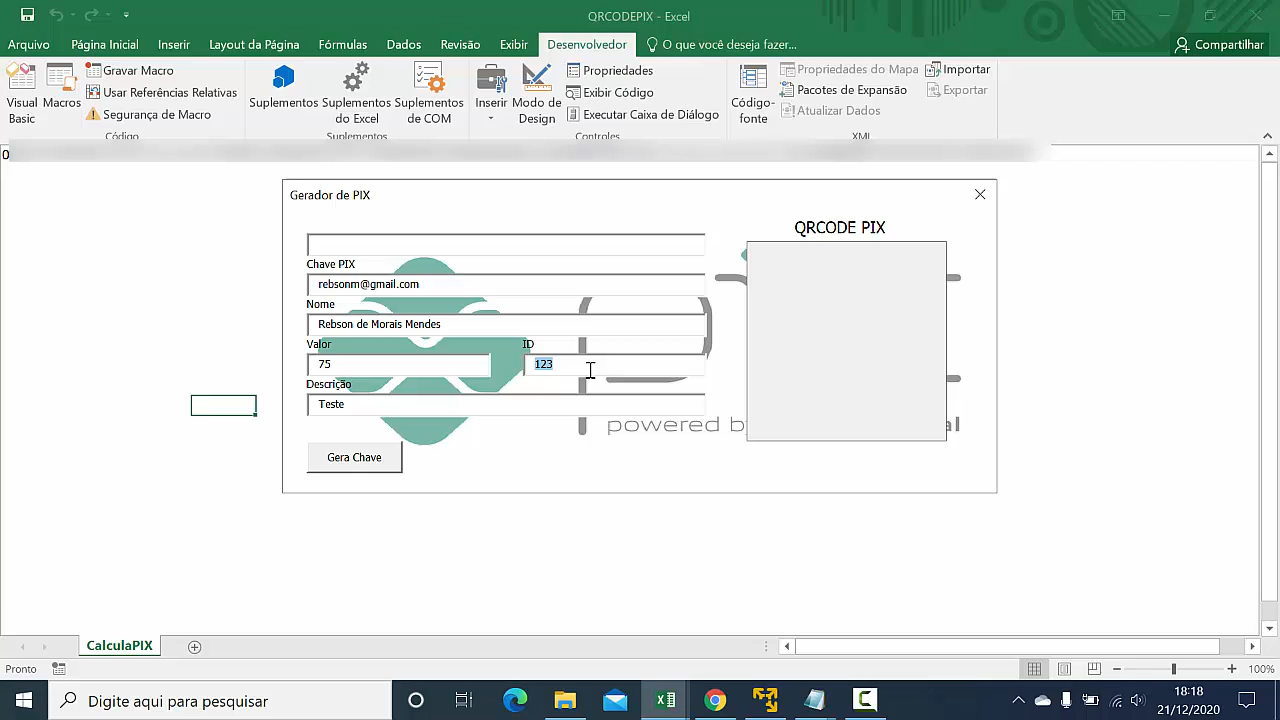 QRCODEPIX - Excel
Arquivo Página Inicial Inserir Layout da Página Fórmulas Dados Revisão Exibir Desenvolvedor O que você deseja fazer... Compartilhar
Visual Basic
Macros
Gravar Macro
Usar Referências Relativas
Segurança de Macro
Código
Suplementos
Suplementos do Excel
Suplementos de COM
Suplementos
Inserir
Modo de Design
Propriedades
Exibir Código
Executar Caixa de Diálogo
Controles
Código-fonte
Propriedades do Mapa
Pacotes de Expansão
Atualizar Dados
Importar
Exportar
XML
Gerador de PIX
QRCODE PIX
Chave PIX
rebsonm@gmail.com
Nome
Rebson de Morais Mendes
Valor ID
75 123
Descrição
Teste
powered by
al
Gera Chave
CalculaPIX
Pronto 100%
Digite aqui para pesquisar
18:18
21/12/2020